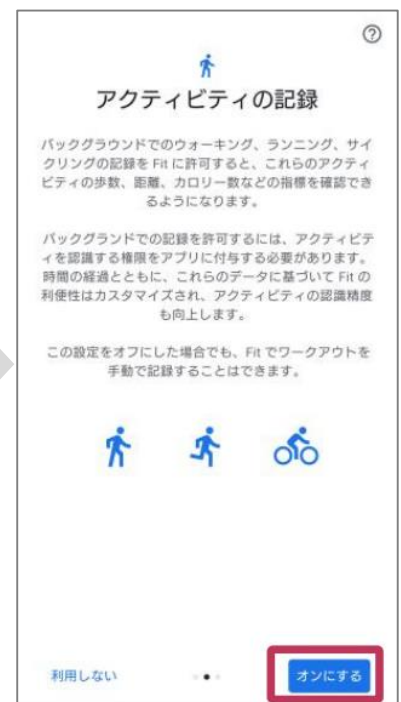 アクティビティの記録
バックグラウンドでのウォーキング、ランニング、サイ
クリングの記録を Fit に許可すると、これらのアクティ
ビティの歩数、距離、カロリー数などの指標を確認でき
るようになります。
バックグランドでの記録を許可するには、アクティビテ
ィを認識する権限をアプリに付与する必要があります。
時間の経過とともに、これらのデータに基づいて Fit の
利便性はカスタマイズされ、アクティビティの認識精度
も向上します。
この設定をオフにした場合でも、Fit でワークアウトを
手動で記録することはできます。
利用しない
オンにする